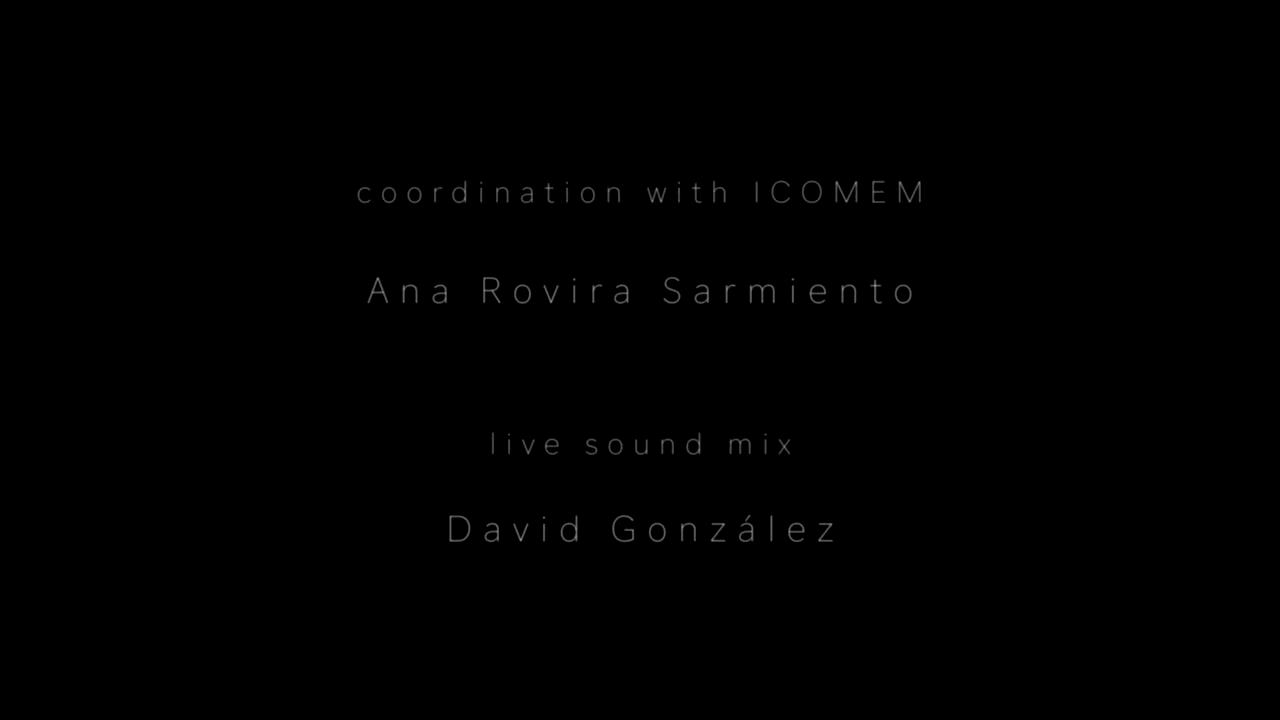 coordination with ICOMEM
Ana Rovira Sarmiento
live sound mix
David González